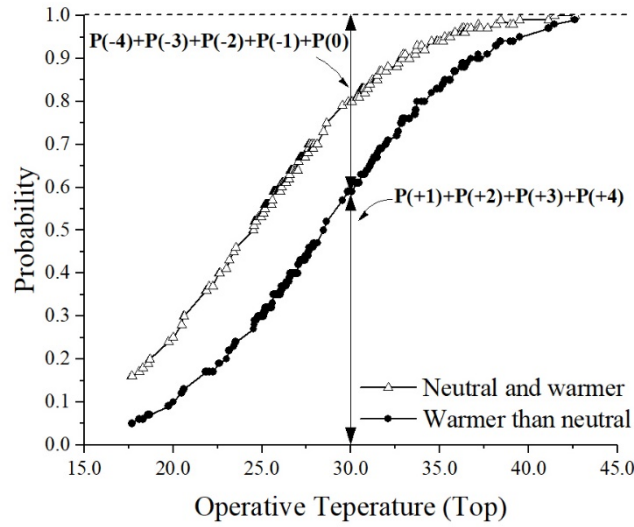 1.0
0.9
0.8
0.7
0.6
0.5
0.4
0.3
0.2
0.1
0.0
Probability
P(-4)+P(-3)+P(-2)+P(-1)+P(0)
P(+1)+P(+2)+P(+3)+P(+4)
Neutral and warmer
Warmer than neutral
15.0 20.0 25.0 30.0 35.0 40.0 45.0
Operative Teperature (Top)